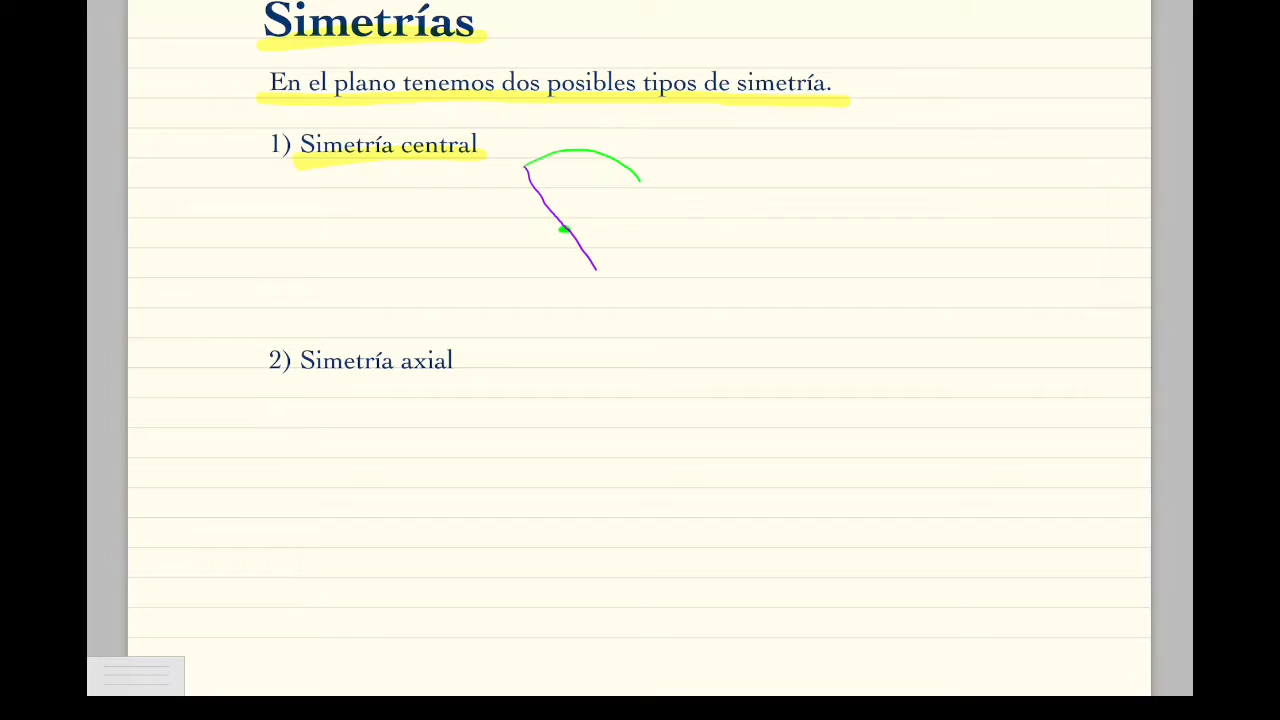 Simetrías
En el plano tenemos dos posibles tipos de simetría.
1) Simetría central
2) Simetría axial